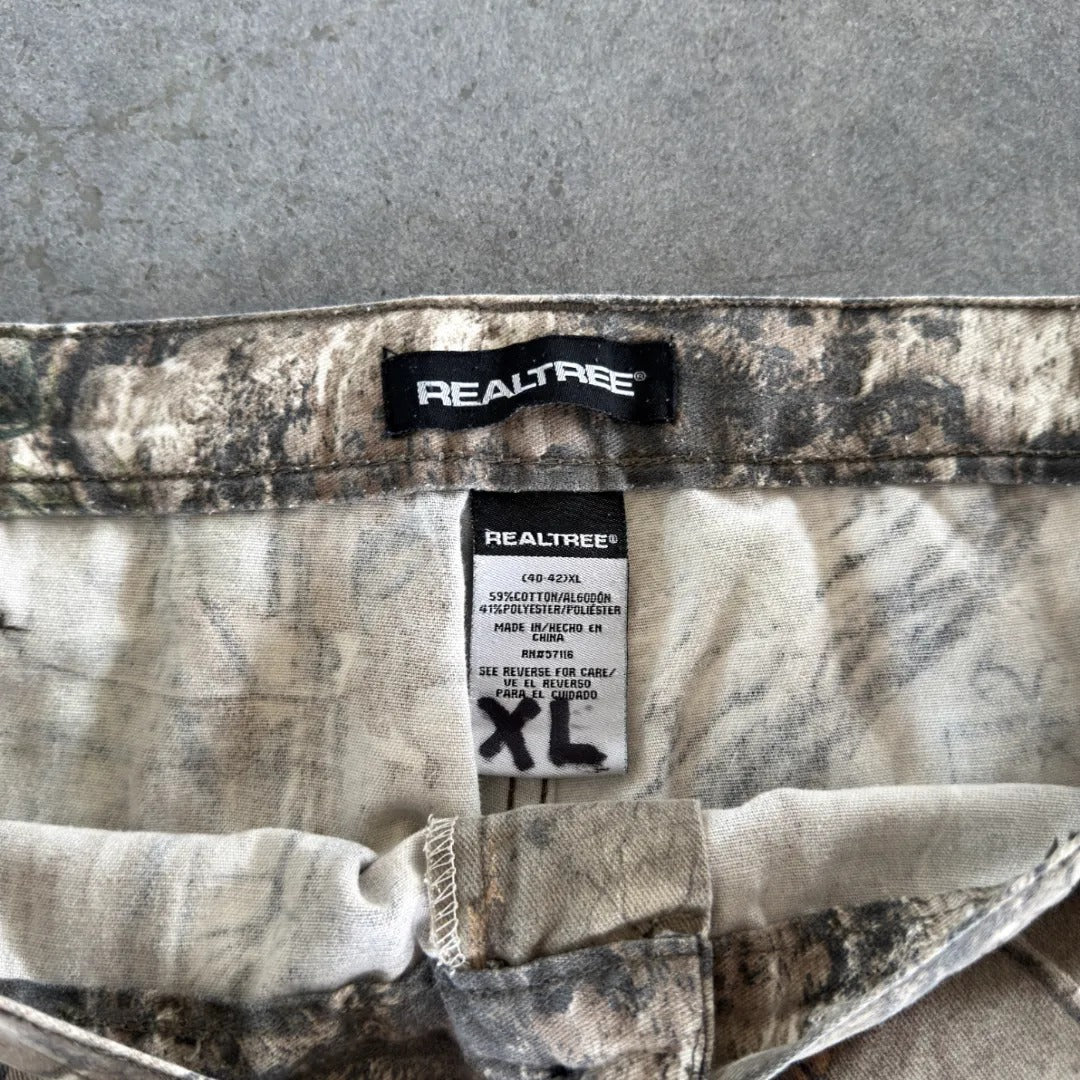 REALTREE®
REALTREE®
(40-42)XL
59%COTTON/ALGODÓN
41%POLYESTER/POLIÉSTER
MADE IN/HECHO EN
CHINA
RN#57116
SEE REVERSE FOR CARE/
VE EL REVERSO
PARA EL CUIDADO
XL